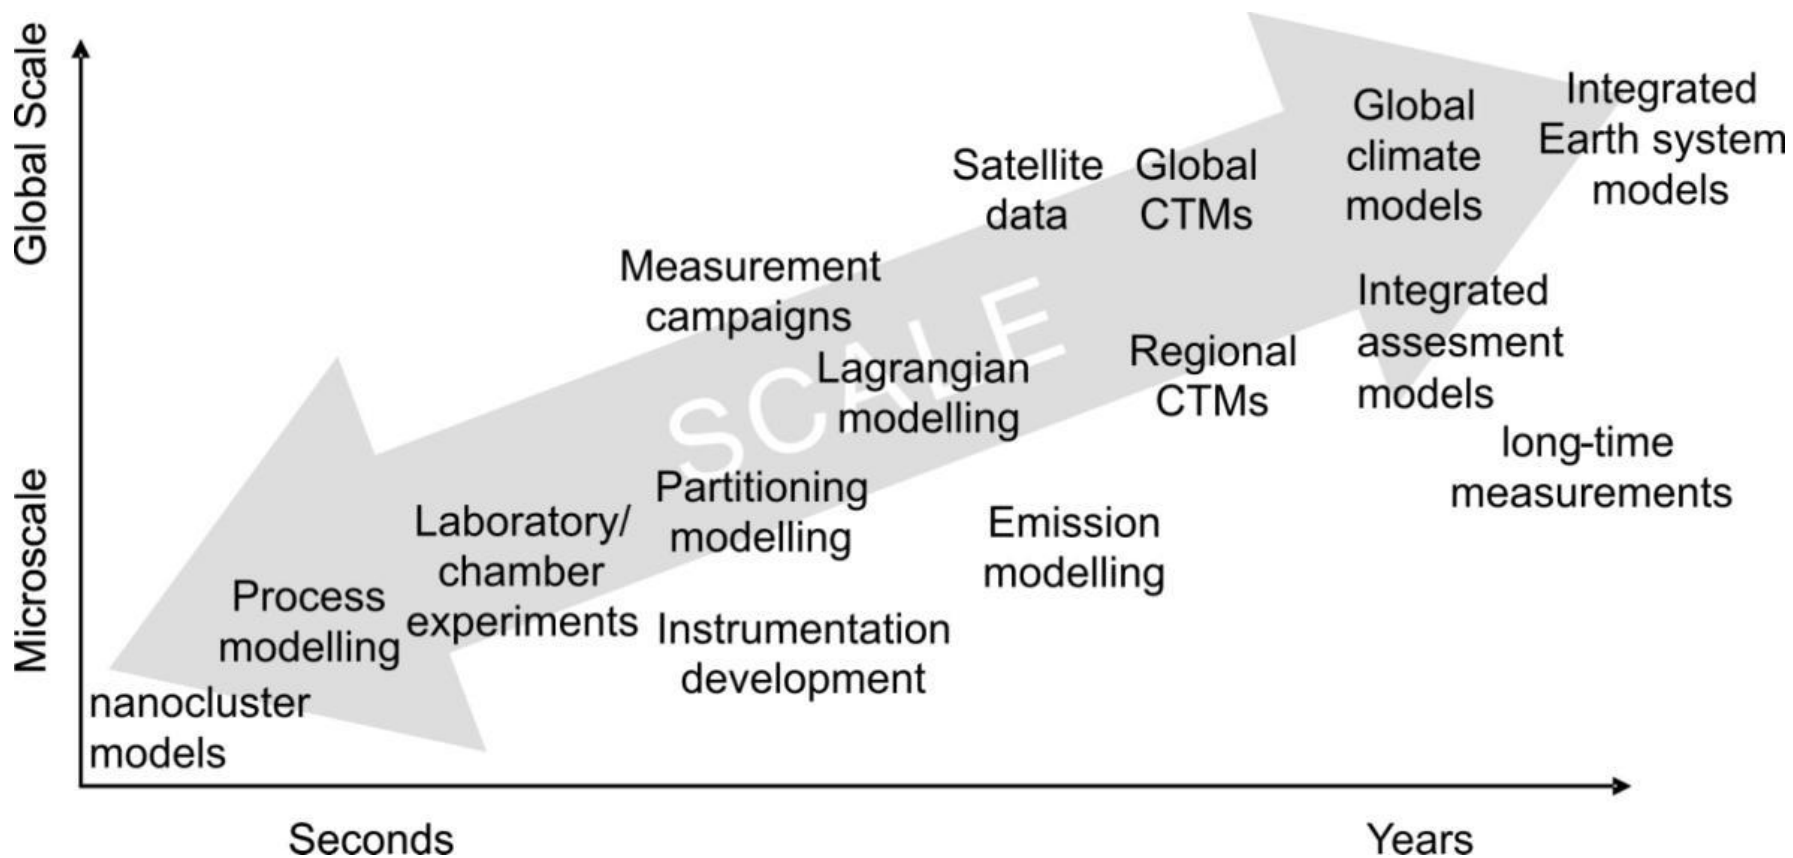 Global Scale
Microscale
Integrated
Earth system
models
Global
climate
models
Satellite
data
Global
CTMs
Measurement
campaigns
SCALE
Integrated
assesment
models
Regional
CTMs
Lagrangian
modelling
long-time
measurements
Partitioning
modelling
Laboratory/
chamber
experiments
Emission
modelling
Process
modelling
Instrumentation
development
nanocluster
models
Seconds
Years